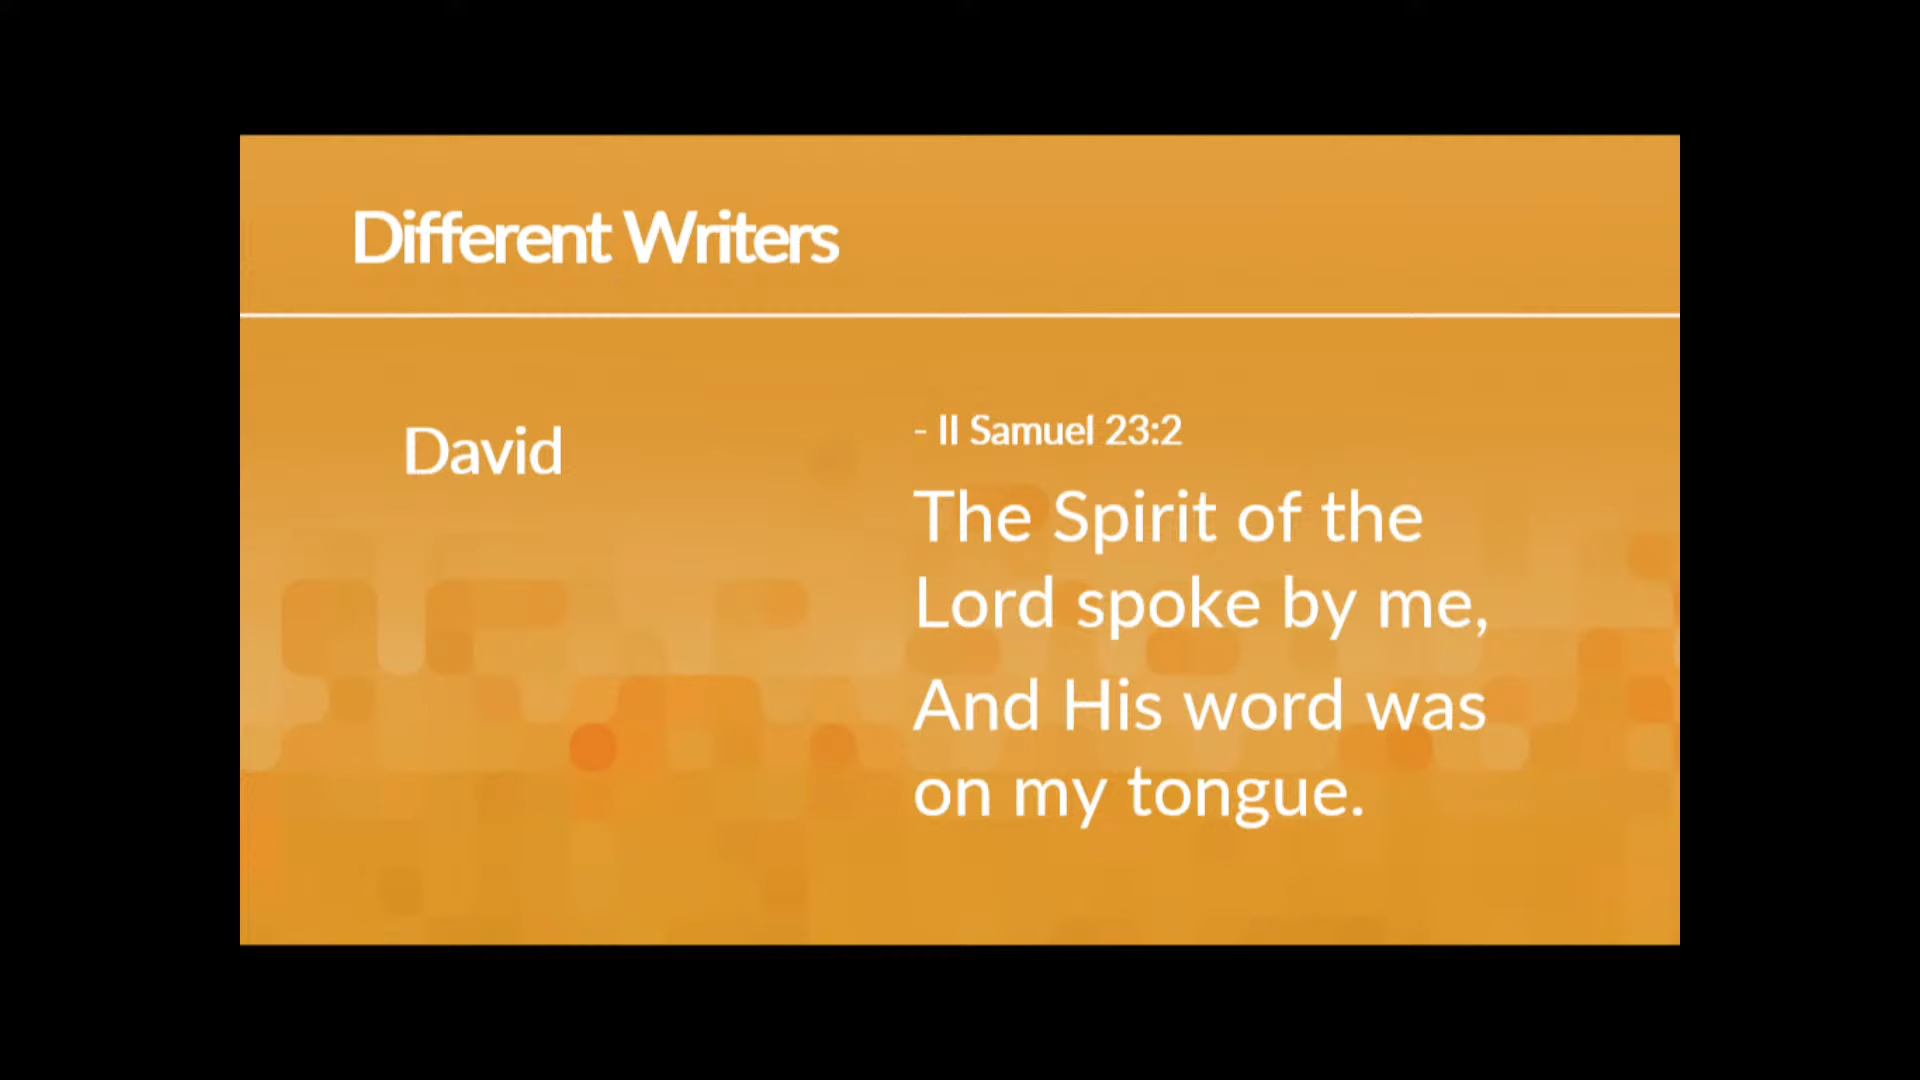 Different Writers
David
- II Samuel 23:2
The Spirit of the
Lord spoke by me,
And His word was
on my tongue.